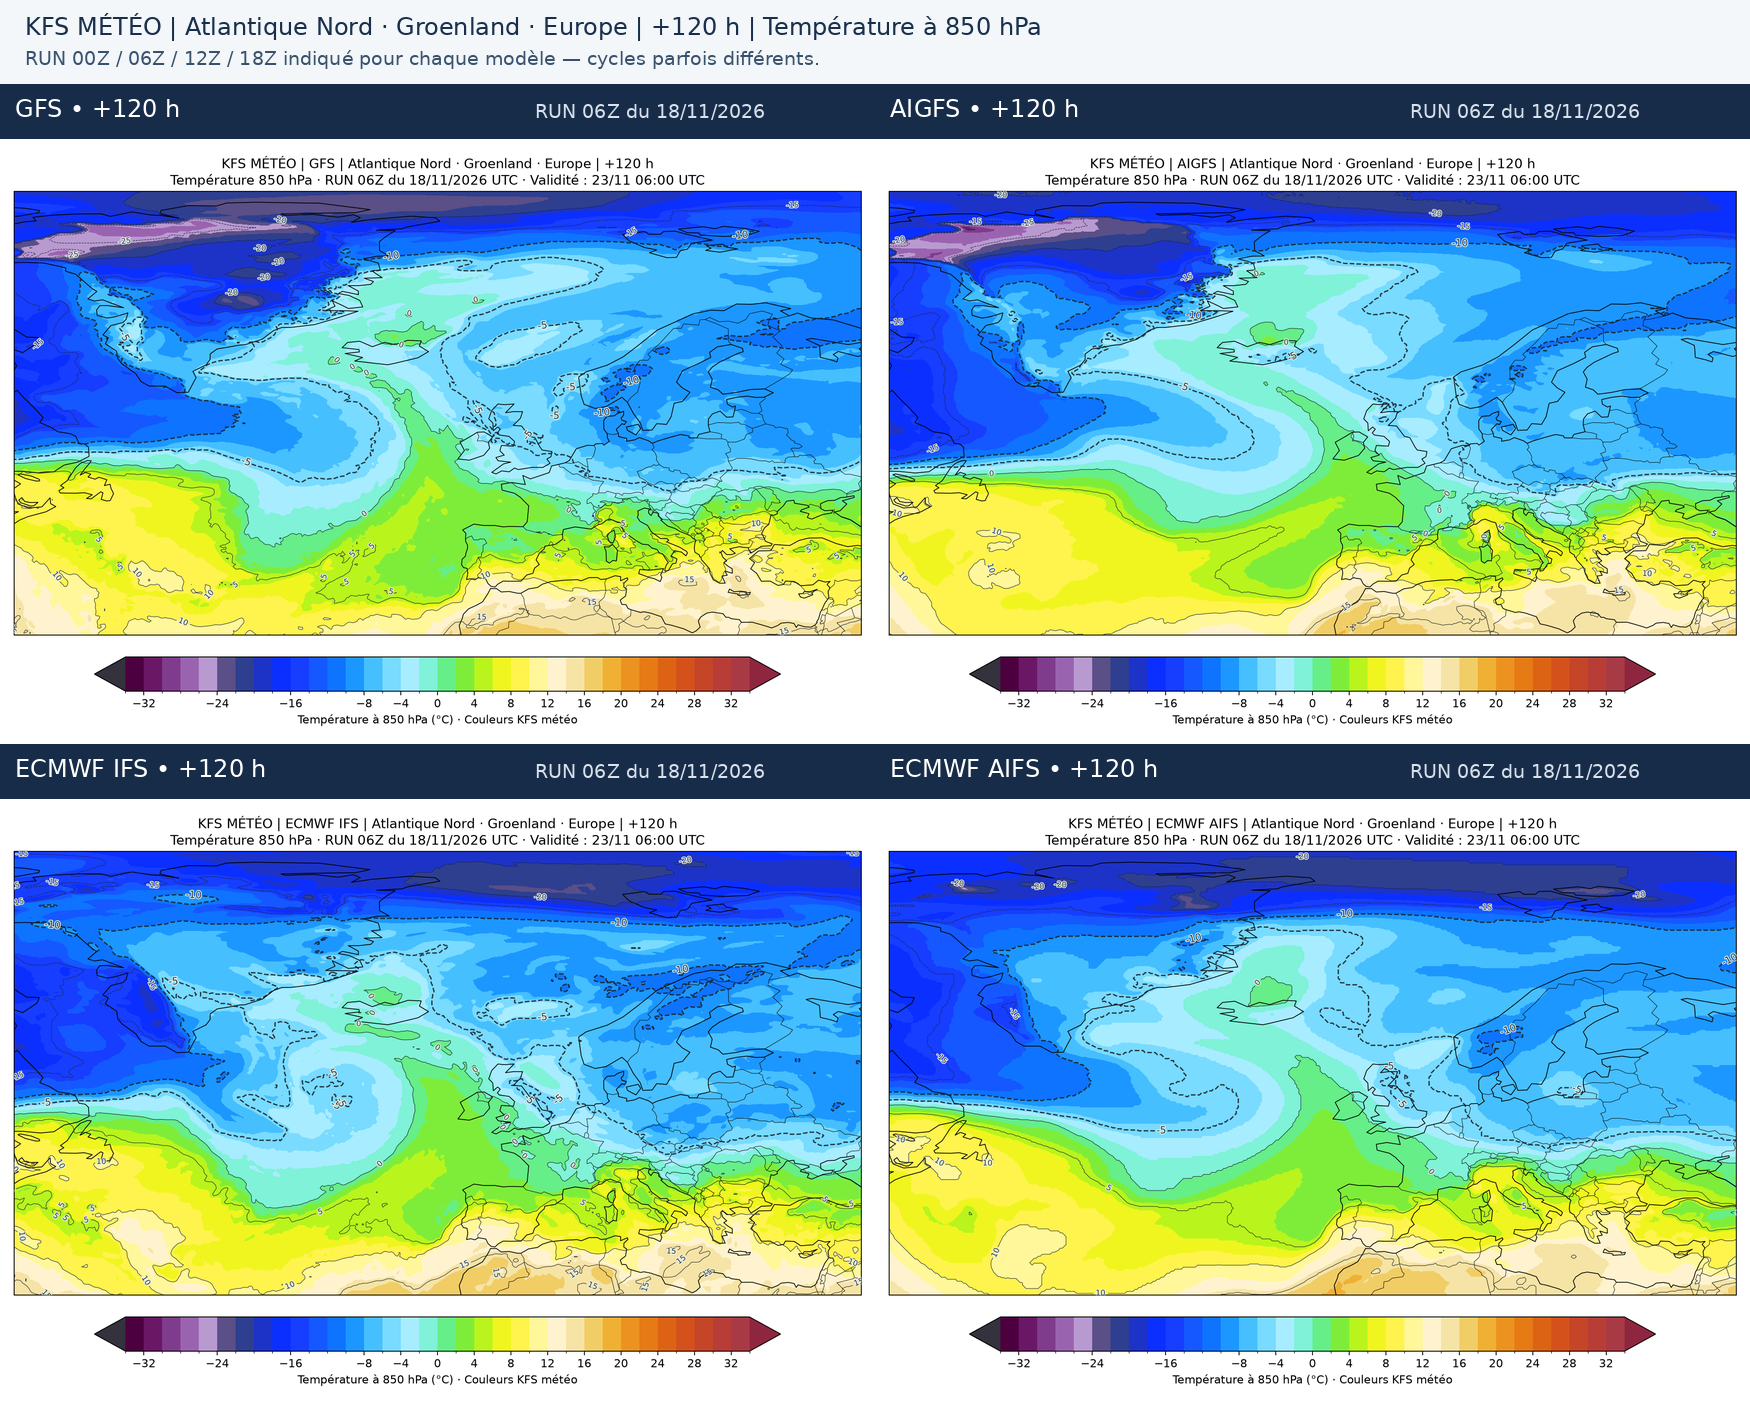 KFS MÉTÉO | Atlantique Nord · Groenland · Europe | +120 h | Température à 850 hPa
RUN 00Z / 06Z / 12Z / 18Z indiqué pour chaque modèle — cycles parfois différents.
GFS • +120 h
RUN 06Z du 18/11/2026
KFS MÉTÉO | GFS | Atlantique Nord · Groenland · Europe | +120 h
Température 850 hPa · RUN 06Z du 18/11/2026 UTC · Validité : 23/11 06:00 UTC
−32 −24 −16 −8 −4 0 4 8 12 16 20 24 28 32
Température à 850 hPa (°C) · Couleurs KFS météo
AIGFS • +120 h
RUN 06Z du 18/11/2026
KFS MÉTÉO | AIGFS | Atlantique Nord · Groenland · Europe | +120 h
Température 850 hPa · RUN 06Z du 18/11/2026 UTC · Validité : 23/11 06:00 UTC
−32 −24 −16 −8 −4 0 4 8 12 16 20 24 28 32
Température à 850 hPa (°C) · Couleurs KFS météo
ECMWF IFS • +120 h
RUN 06Z du 18/11/2026
KFS MÉTÉO | ECMWF IFS | Atlantique Nord · Groenland · Europe | +120 h
Température 850 hPa · RUN 06Z du 18/11/2026 UTC · Validité : 23/11 06:00 UTC
−32 −24 −16 −8 −4 0 4 8 12 16 20 24 28 32
Température à 850 hPa (°C) · Couleurs KFS météo
ECMWF AIFS • +120 h
RUN 06Z du 18/11/2026
KFS MÉTÉO | ECMWF AIFS | Atlantique Nord · Groenland · Europe | +120 h
Température 850 hPa · RUN 06Z du 18/11/2026 UTC · Validité : 23/11 06:00 UTC
−32 −24 −16 −8 −4 0 4 8 12 16 20 24 28 32
Température à 850 hPa (°C) · Couleurs KFS météo